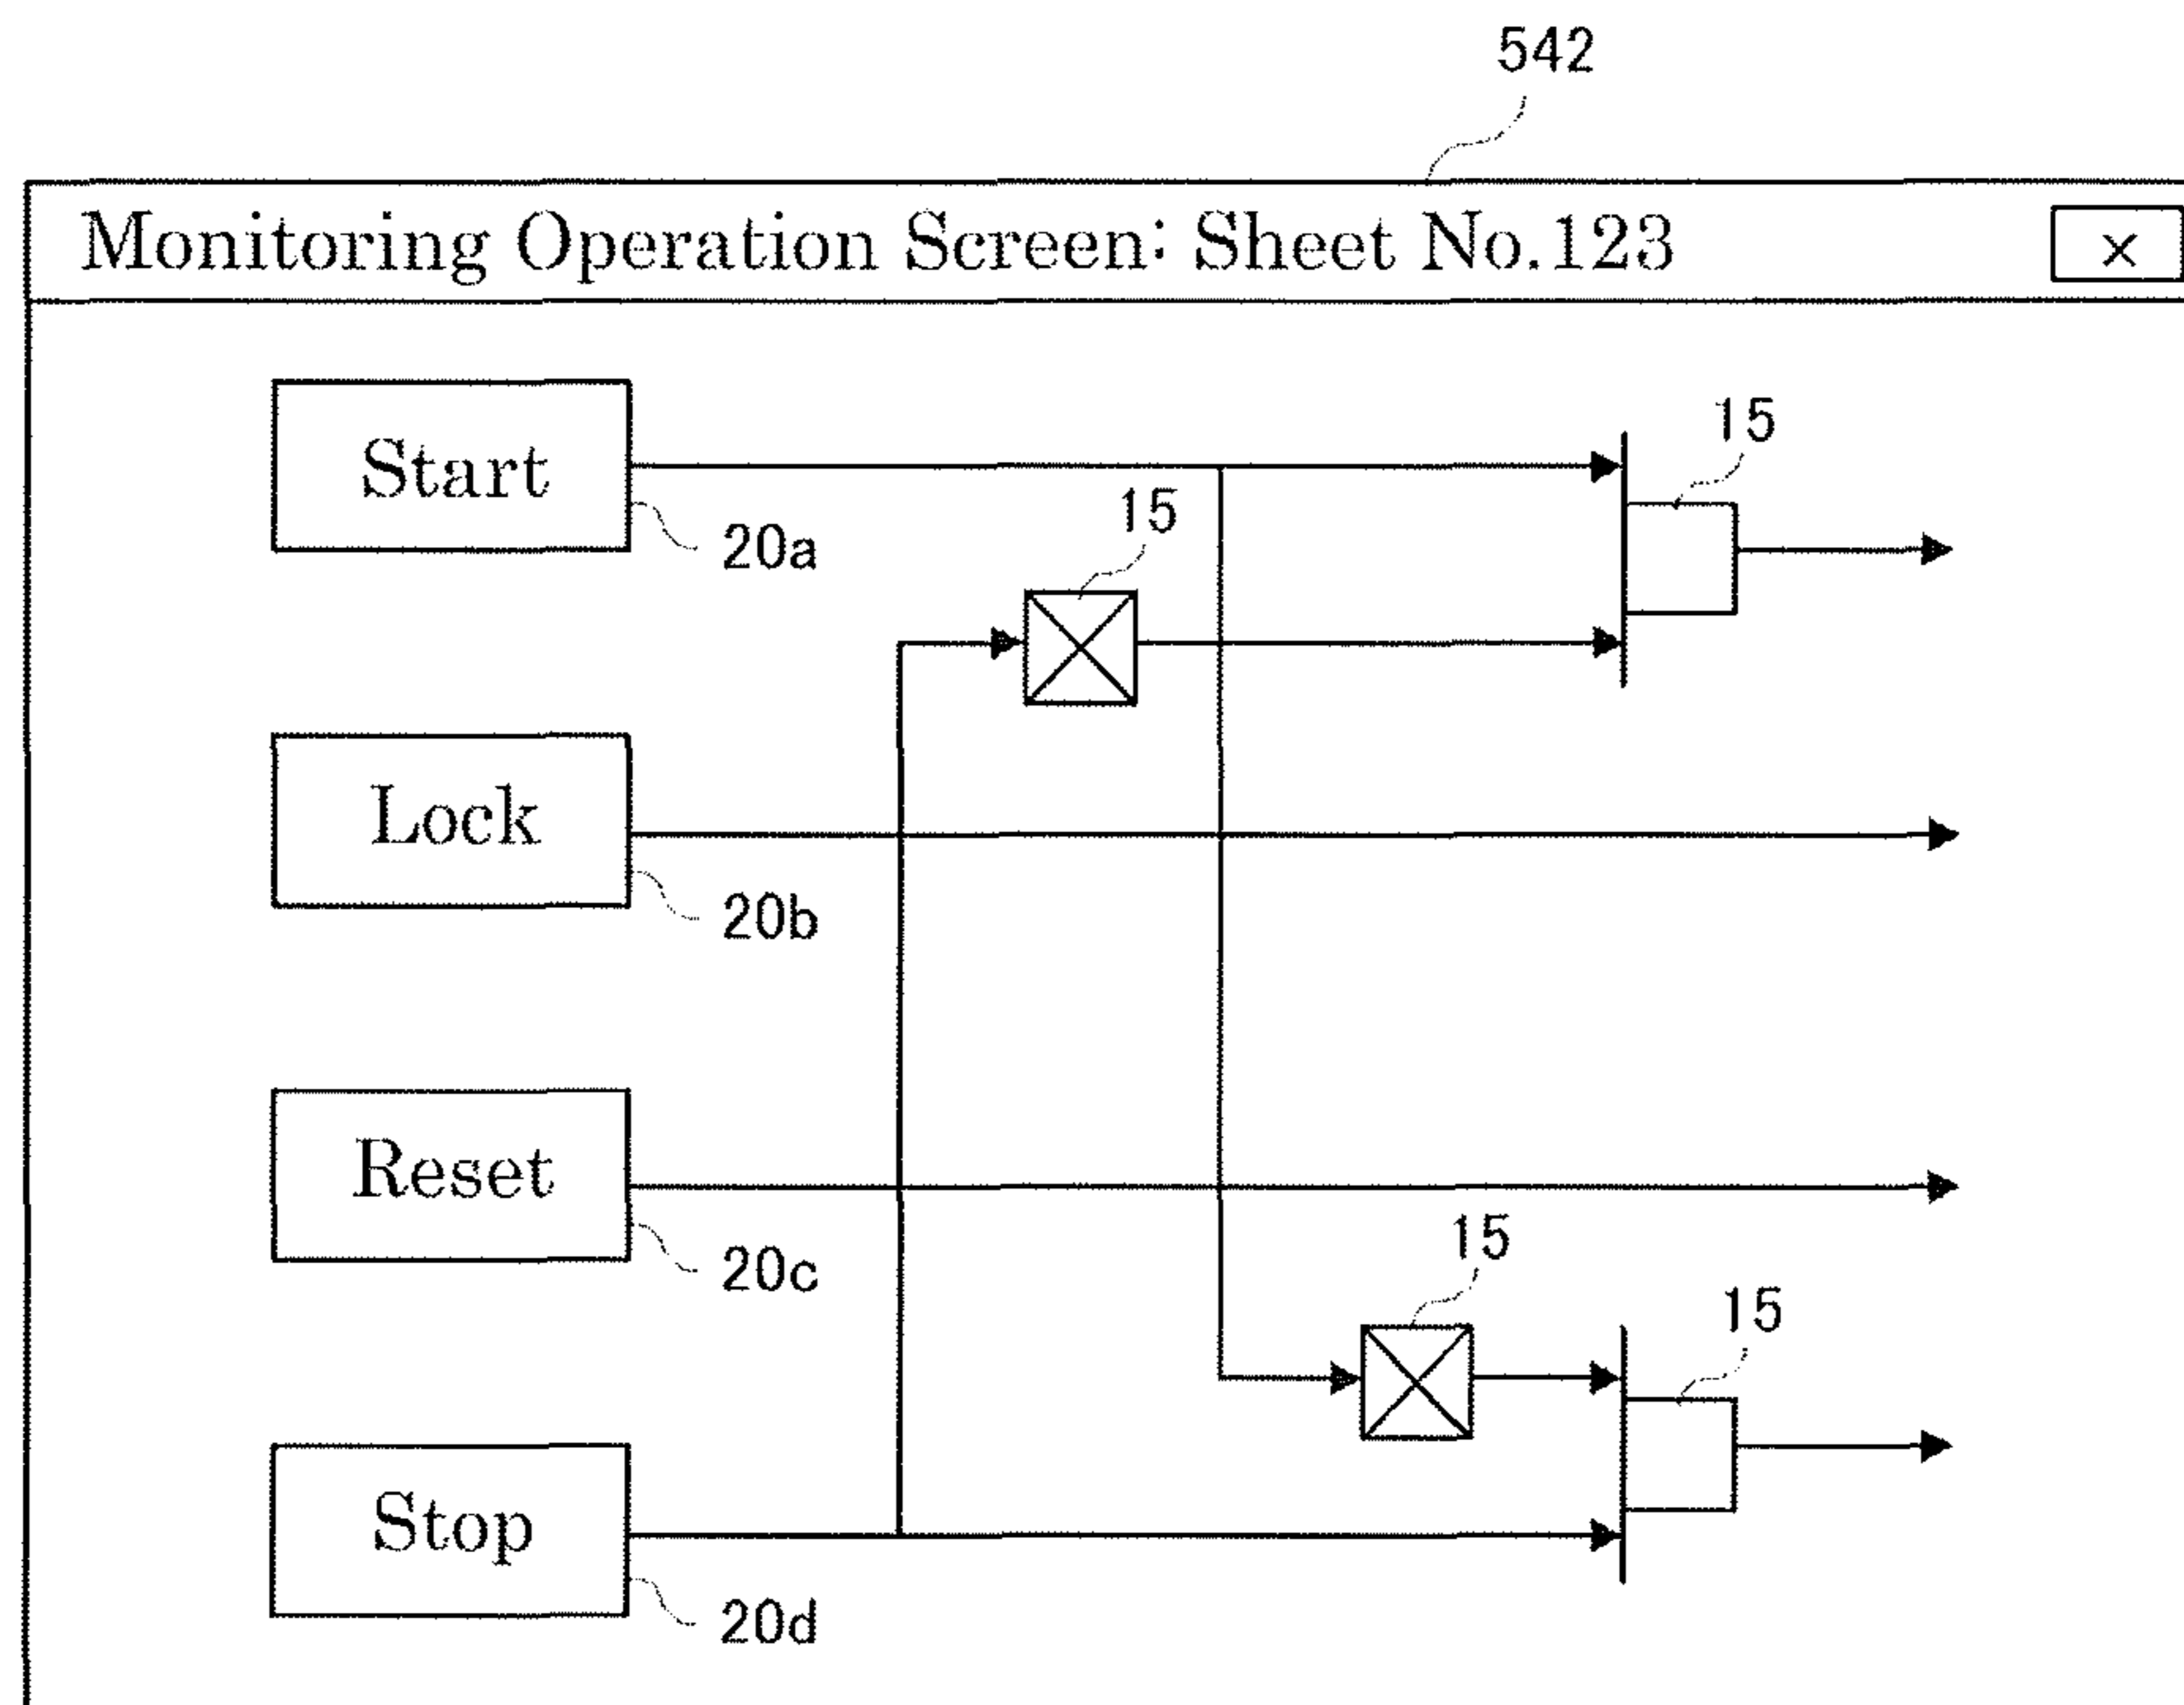 542
Monitoring Operation Screen: Sheet No.123
x
Start
15
15
20a
Lock
20b
Reset
15
20c
15
Stop
20d